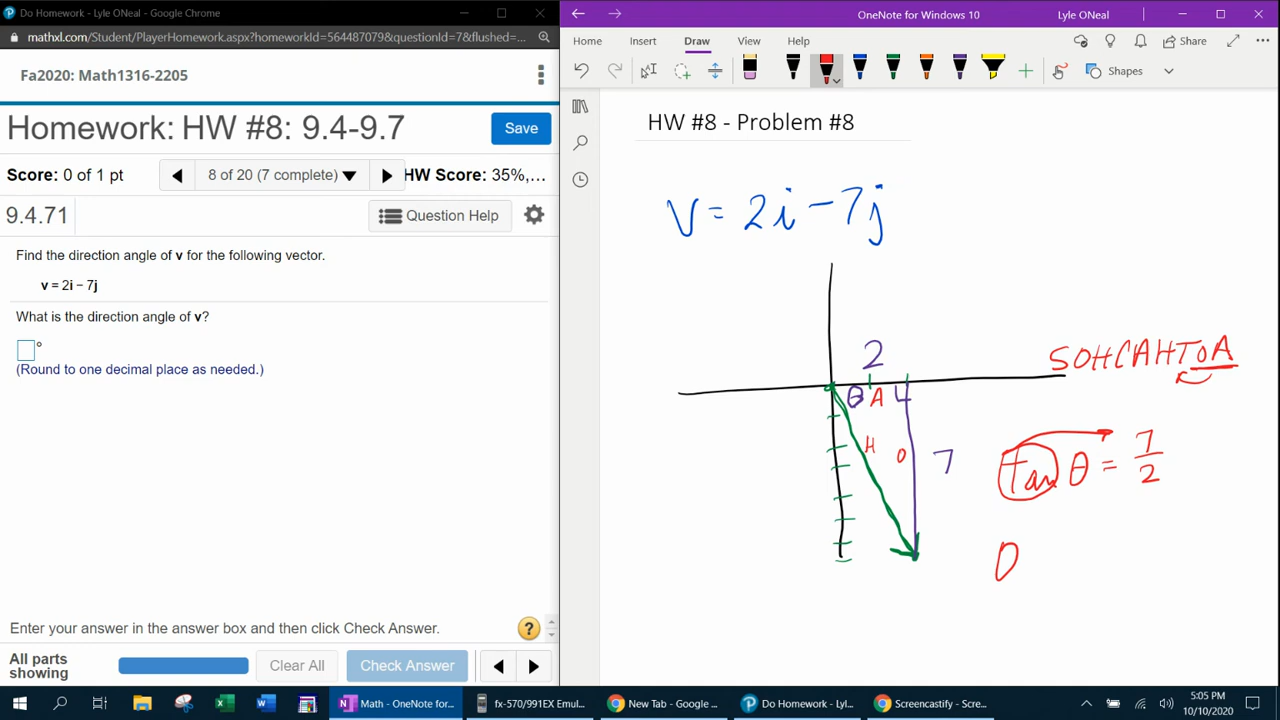 Do Homework - Lyle ONeal - Google Chrome
mathxl.com/Student/PlayerHomework.aspx?homeworkId=564487079&questionId=7&flushed=...
Fa2020: Math1316-2205
Homework: HW #8: 9.4-9.7
Save
Score: 0 of 1 pt
8 of 20 (7 complete)
HW Score: 35%,...
9.4.71
Question Help
Find the direction angle of v for the following vector.
v = 2i − 7j
What is the direction angle of v?
°
(Round to one decimal place as needed.)
Enter your answer in the answer box and then click Check Answer.
?
All parts showing
Clear All
Check Answer
OneNote for Windows 10
Lyle ONeal
Home
Insert
Draw
View
Help
Share
Shapes
HW #8 - Problem #8
v = 2i − 7j
2
SOHCAHTOA
θ A
H O 7
tan θ = 7/2
Math - OneNote for...
fx-570/991EX Emul...
New Tab - Google ...
Do Homework - Lyl...
Screencastify - Scre...
5:05 PM
10/10/2020